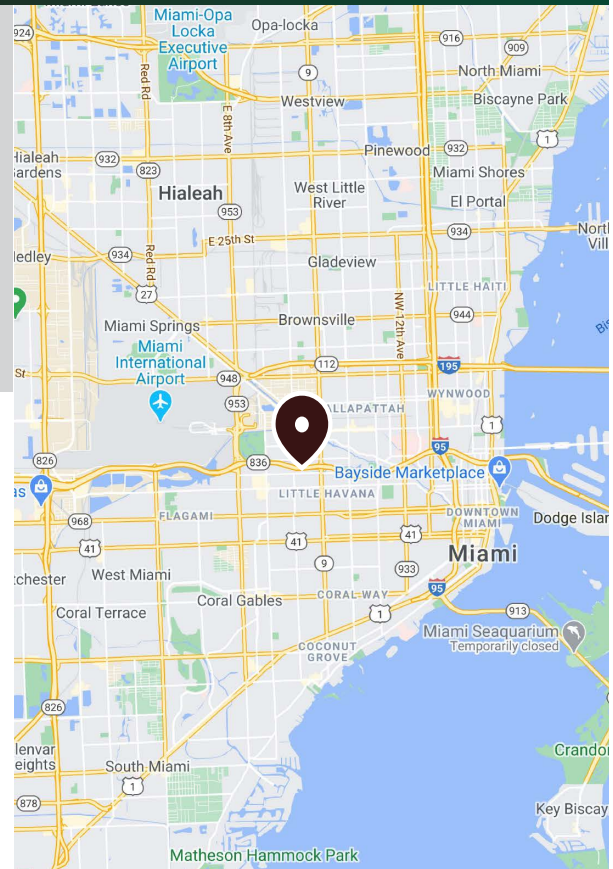 Miami-Opa
Locka
Executive
Airport
Opa-locka
924
916
909
9
North Miami
Red Rd
Westview
Biscayne Park
E 8th Ave
1
Pinewood
932
Hialeah
Gardens
932
823
Miami Shores
Hialeah
West Little
River
El Portal
953
934
E 25th St
934
Red Rd
Gladeview
27
LITTLE HAITI
NW 12th Ave
944
Miami Springs
Brownsville
Miami
International
Airport
112
195
948
WYNWOOD
953
ALLAPATTAH
1
95
826
836
Bayside Marketplace
LITTLE HAVANA
968
FLAGAMI
DOWNTOWN
MIAMI
Dodge Islan
41
41
41
Miami
9
933
West Miami
95
Coral Gables
CORAL WAY
Coral Terrace
1
913
Miami Seaquarium
Temporarily closed
COCONUT
GROVE
826
South Miami
1
878
Key Biscay
Matheson Hammock Park